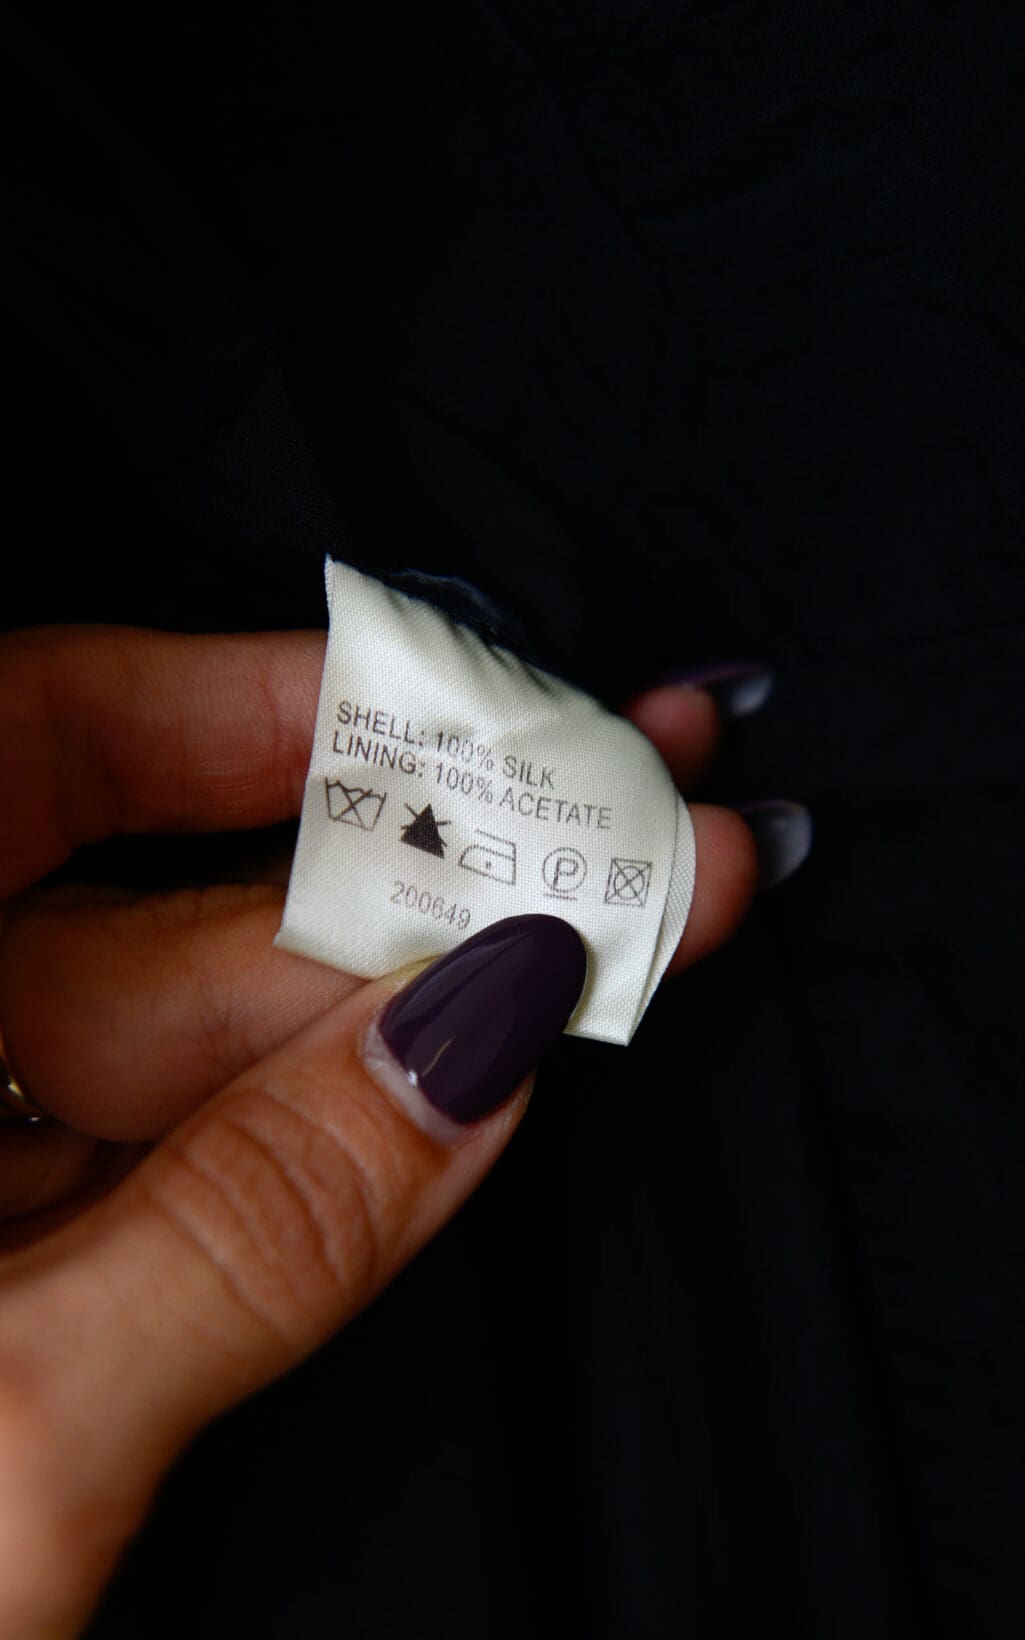 SHELL: 100% SILK
LINING: 100% ACETATE
P
200649